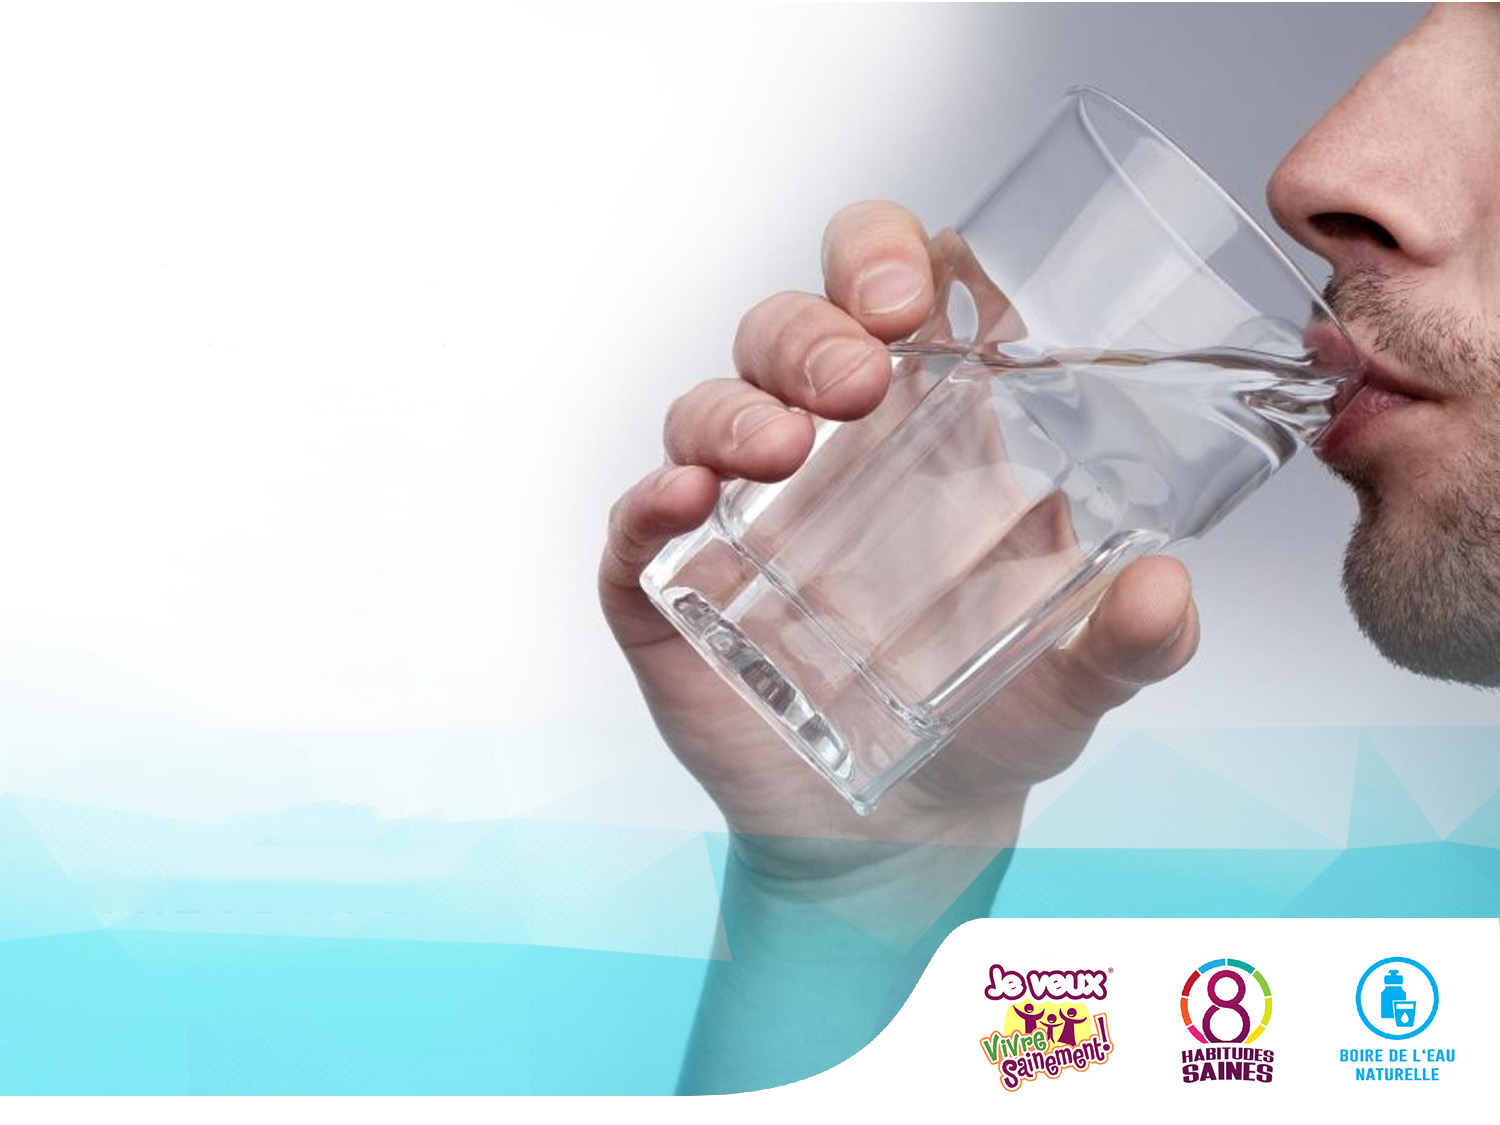 Je veux®
Vivre
Sainement!
8
HABITUDES
SAINES
BOIRE DE L'EAU
NATURELLE